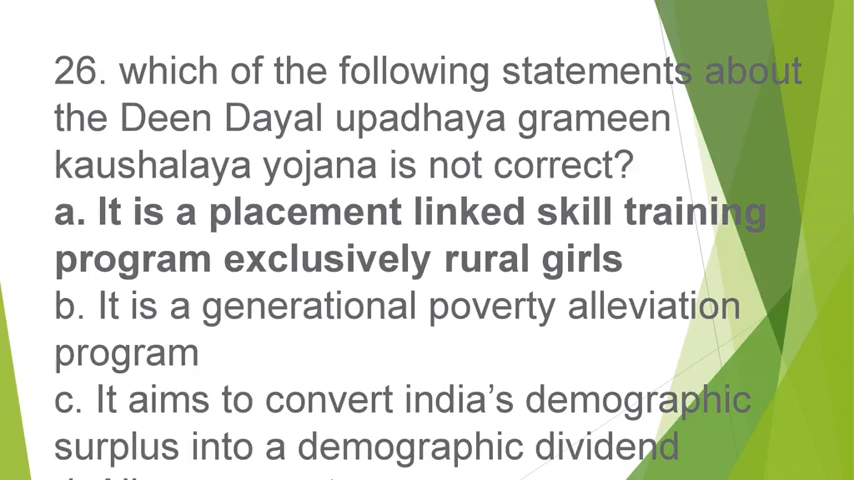 26. which of the following statements about
the Deen Dayal upadhaya grameen
kaushalaya yojana is not correct?
a. It is a placement linked skill training
program exclusively rural girls
b. It is a generational poverty alleviation
program
c. It aims to convert india’s demographic
surplus into a demographic dividend